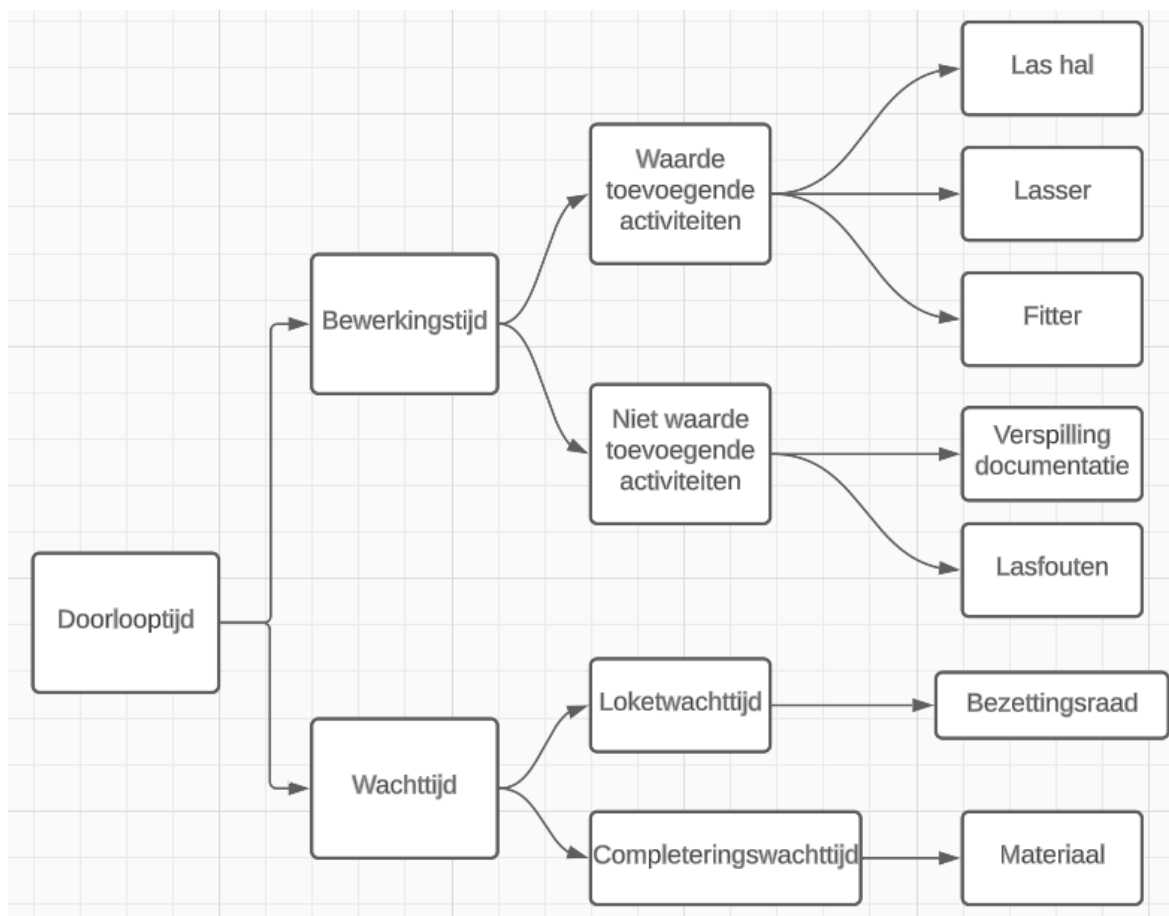 Las hal
Waarde
toevoegende
activiteiten
Lasser
Bewerkingstijd
Fitter
Niet waarde
toevoegende
activiteiten
Verspilling
documentatie
Lasfouten
Doorlooptijd
Loketwachttijd
Bezettingsraad
Wachttijd
Completeringswachttijd
Materiaal